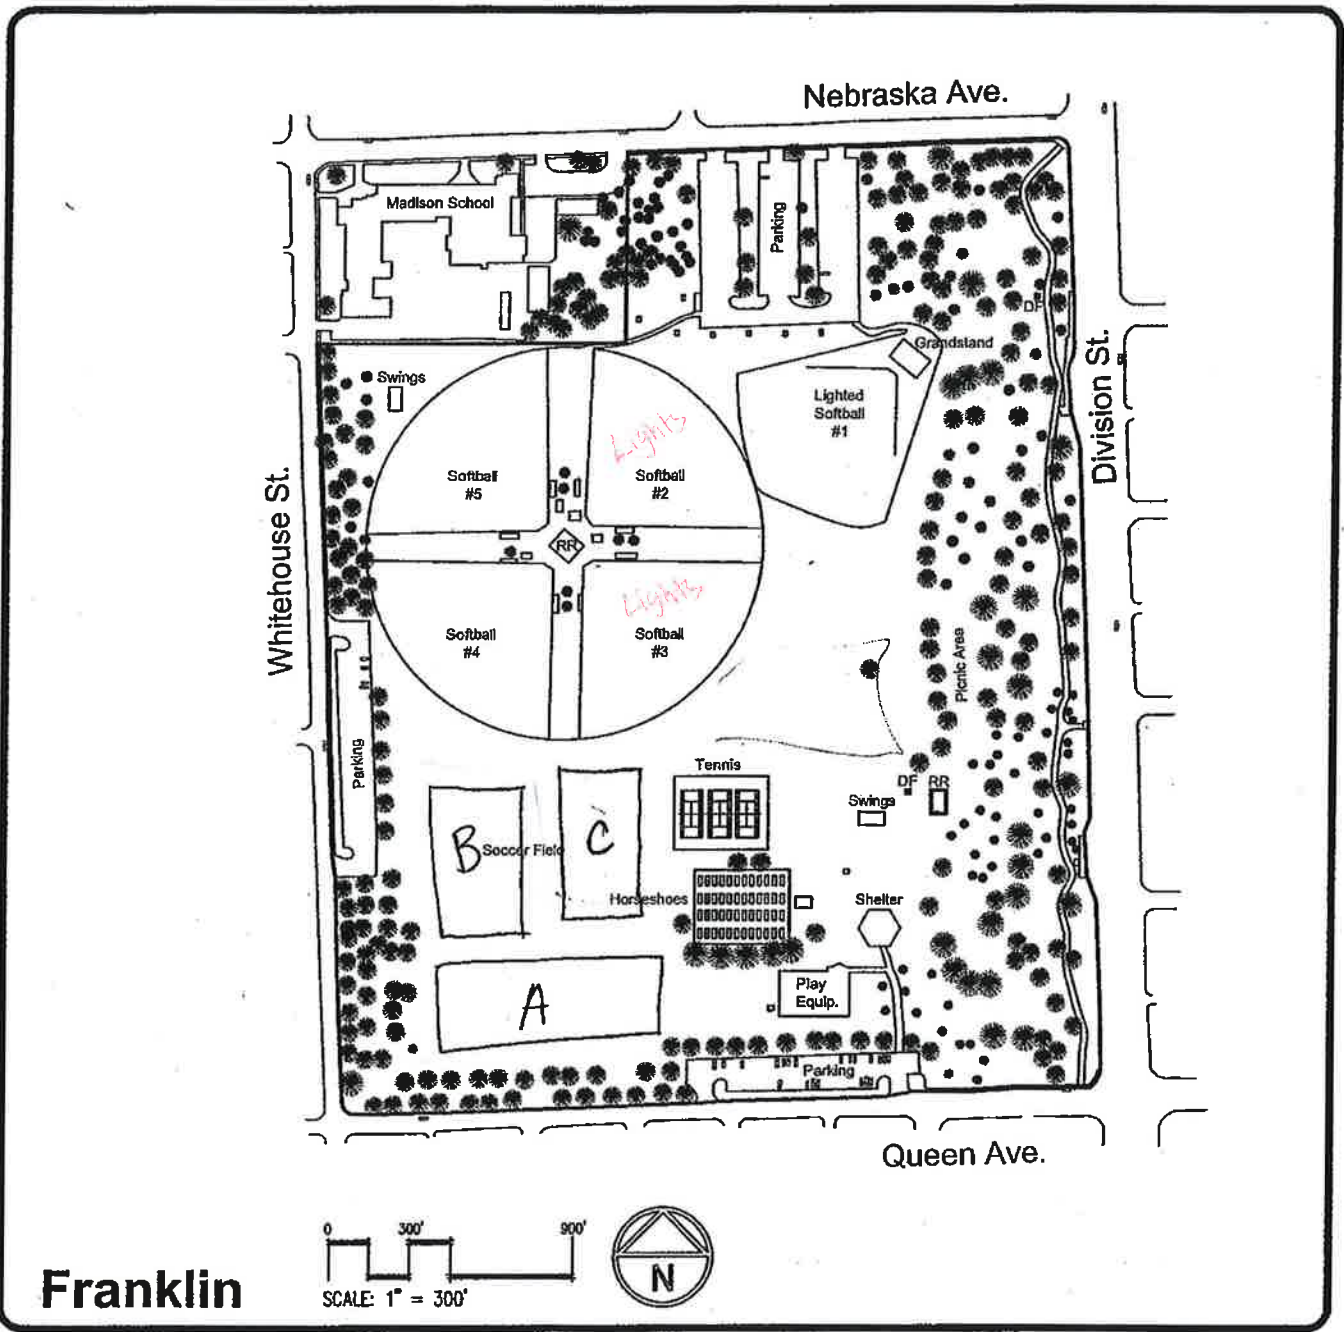 Nebraska Ave.
Madison School
Parking
DF
Grandstand
Swings
Lighted
Softball
#1
Lights
Division St.
Softball
#5
Softball
#2
Whitehouse St.
RR
Lights
Softball
#4
Softball
#3
Picnic Area
Parking
Tennis
DF RR
Swings
B
Soccer Field
C
Horseshoes
Shelter
A
Play
Equip.
Parking
Queen Ave.
0 300' 900'
SCALE: 1" = 300'
N
Franklin